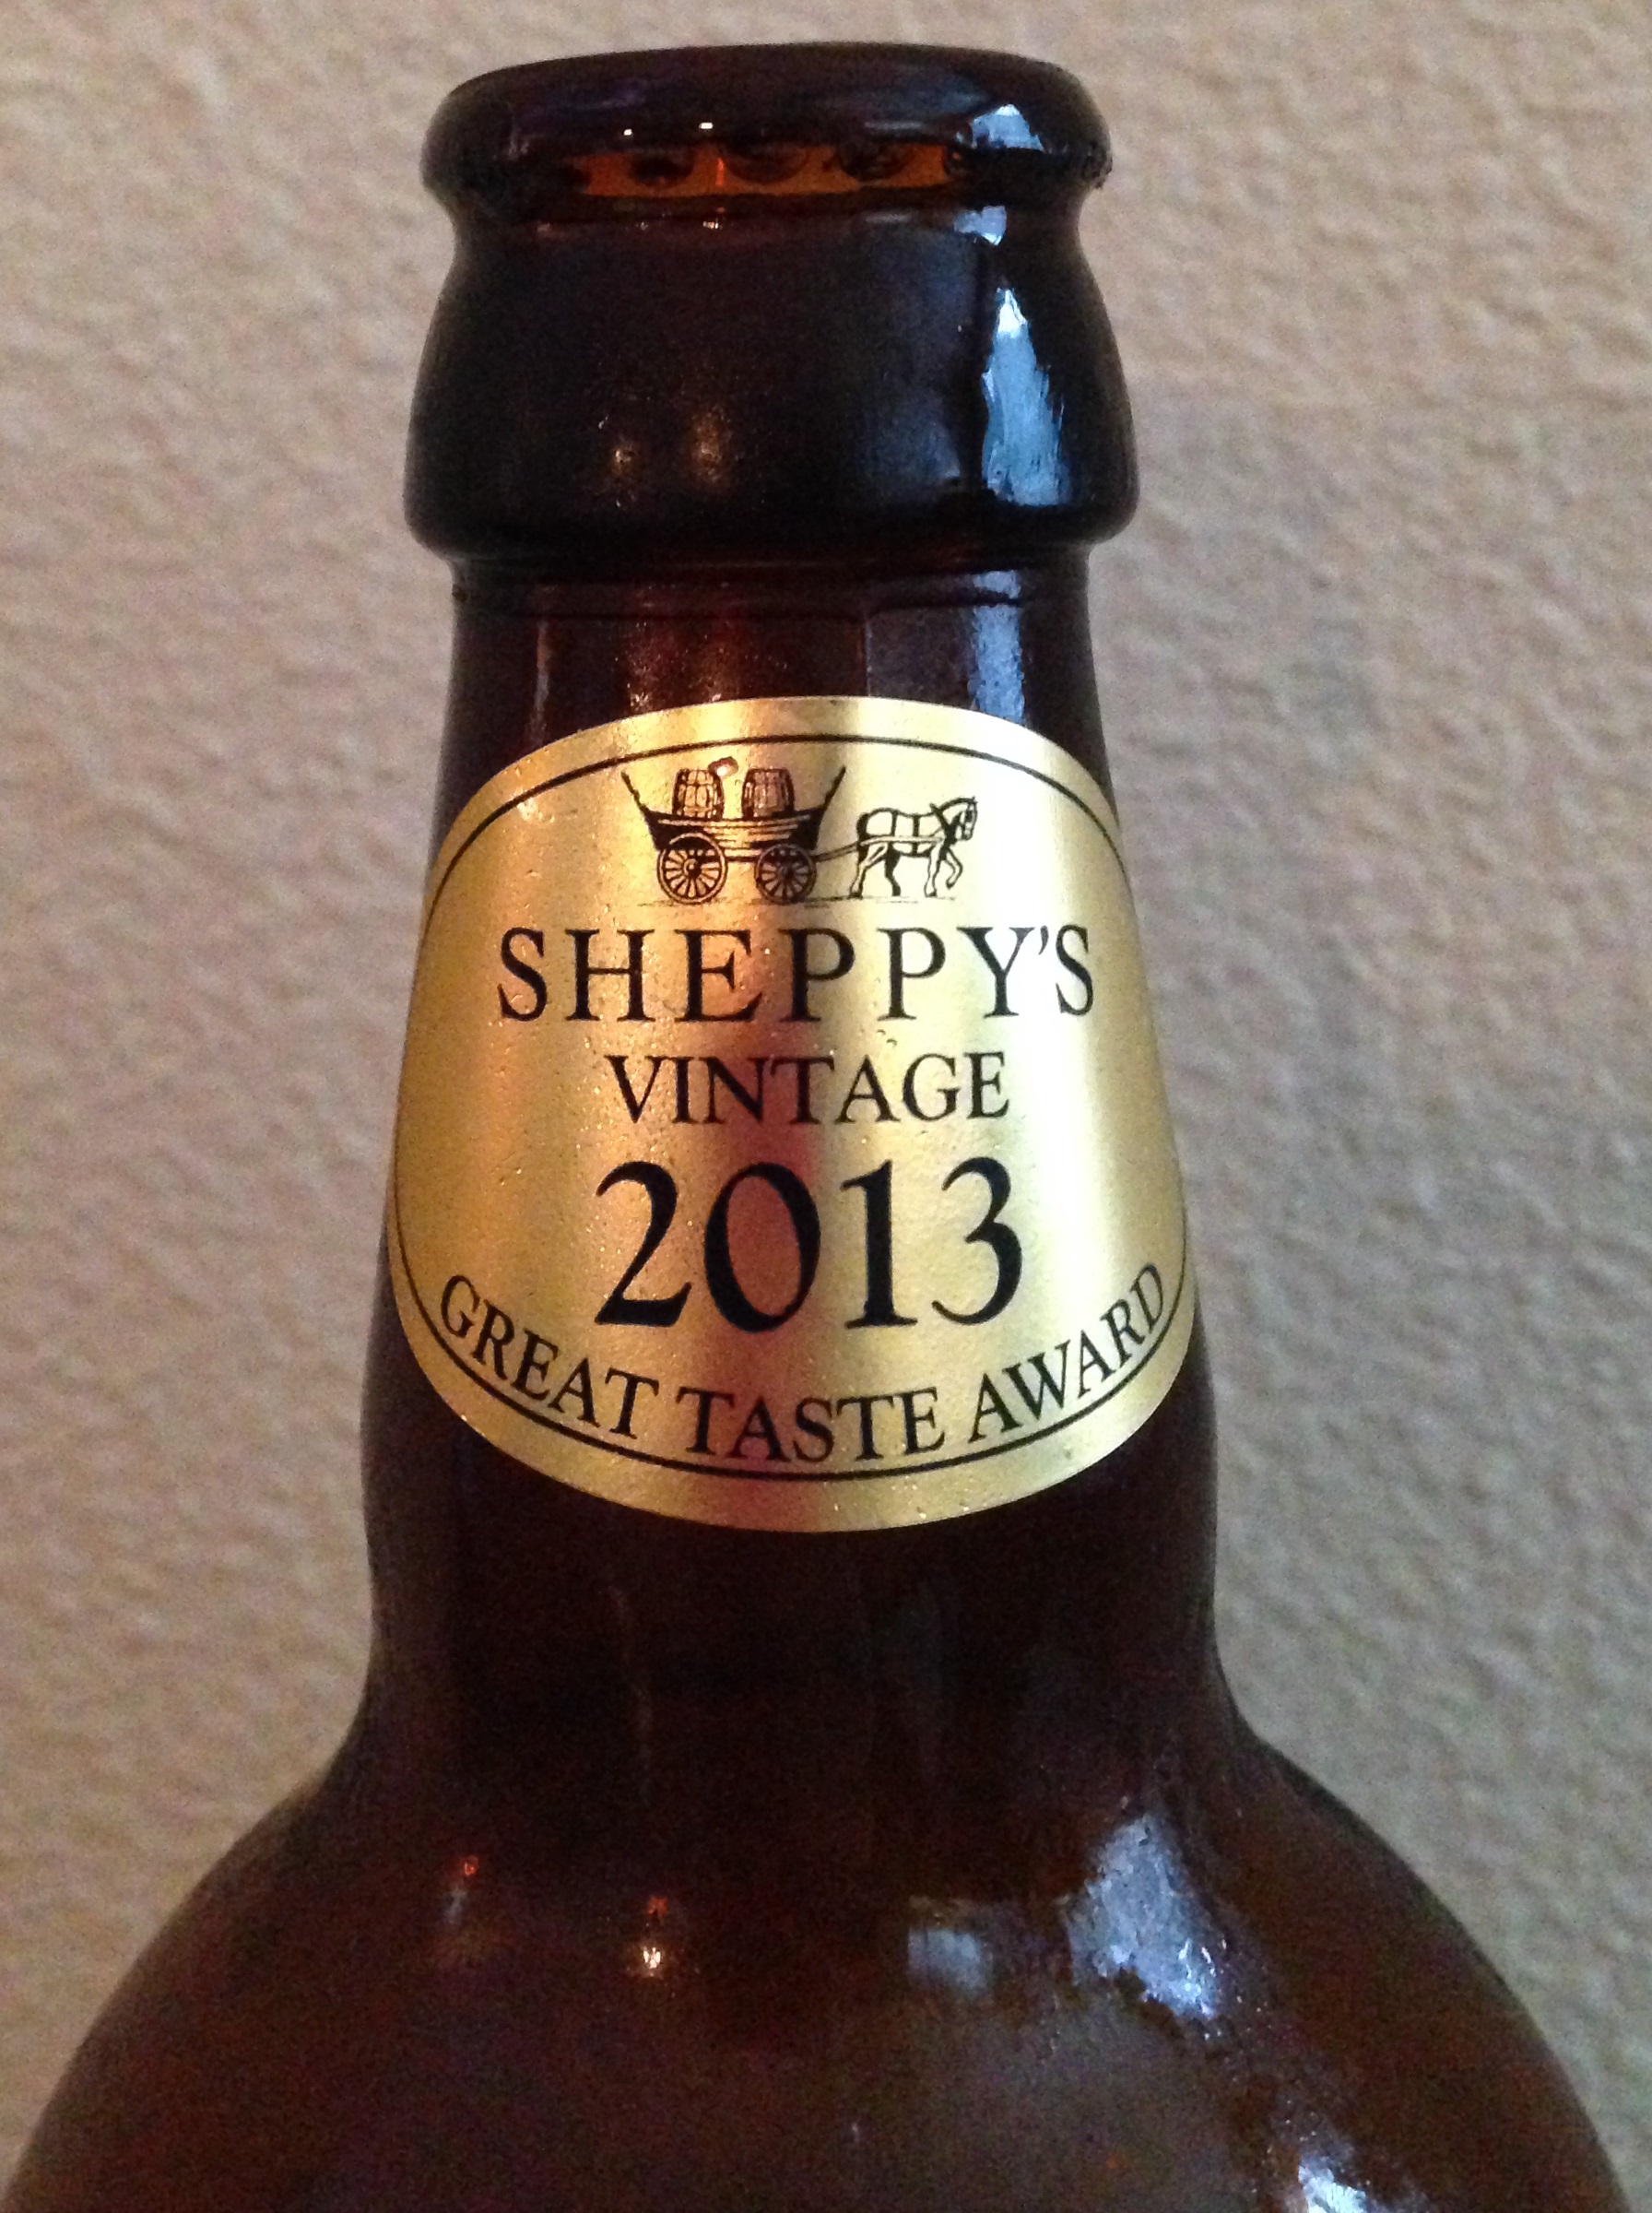 SHEPPY'S
VINTAGE
2013
GREAT TASTE AWARD